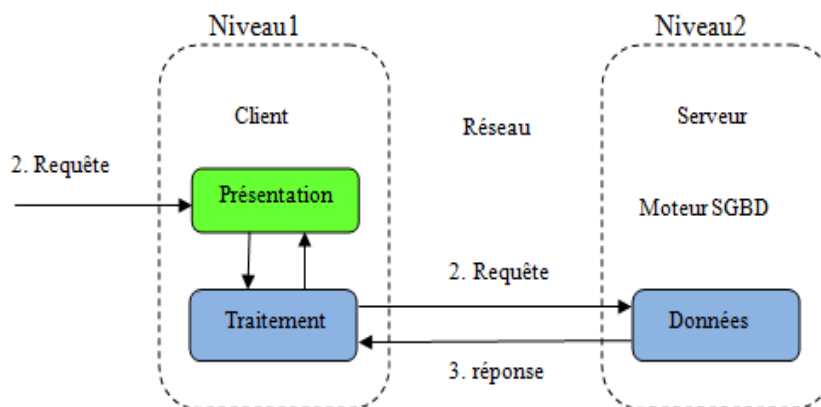 Niveau1
Niveau2
Client
Réseau
Serveur
2. Requête
Présentation
Moteur SGBD
2. Requête
Traitement
Données
3. réponse